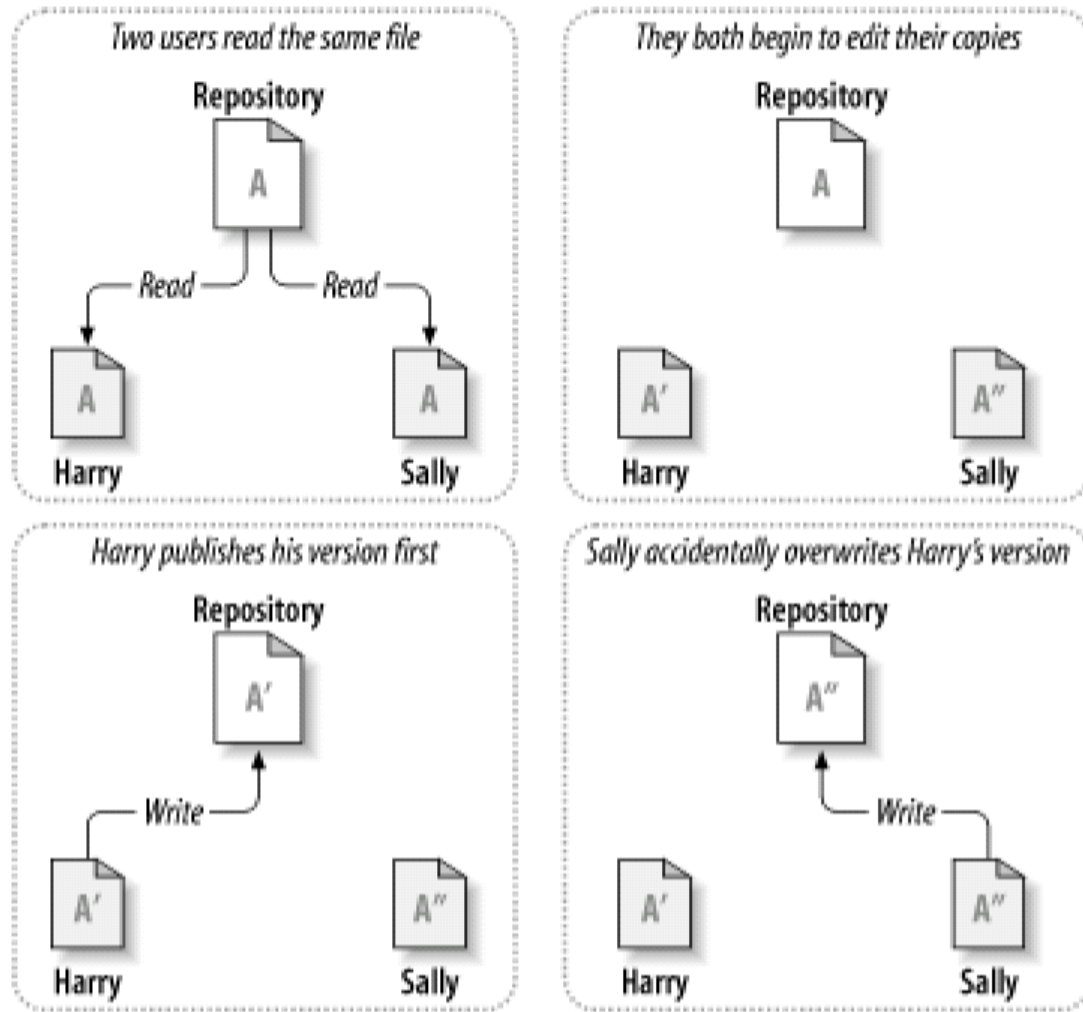 Two users read the same file
Repository
A
Read
Read
A
A
Harry
Sally
They both begin to edit their copies
Repository
A
A′
A″
Harry
Sally
Harry publishes his version first
Repository
A′
Write
A′
A″
Harry
Sally
Sally accidentally overwrites Harry's version
Repository
A″
Write
A′
A″
Harry
Sally